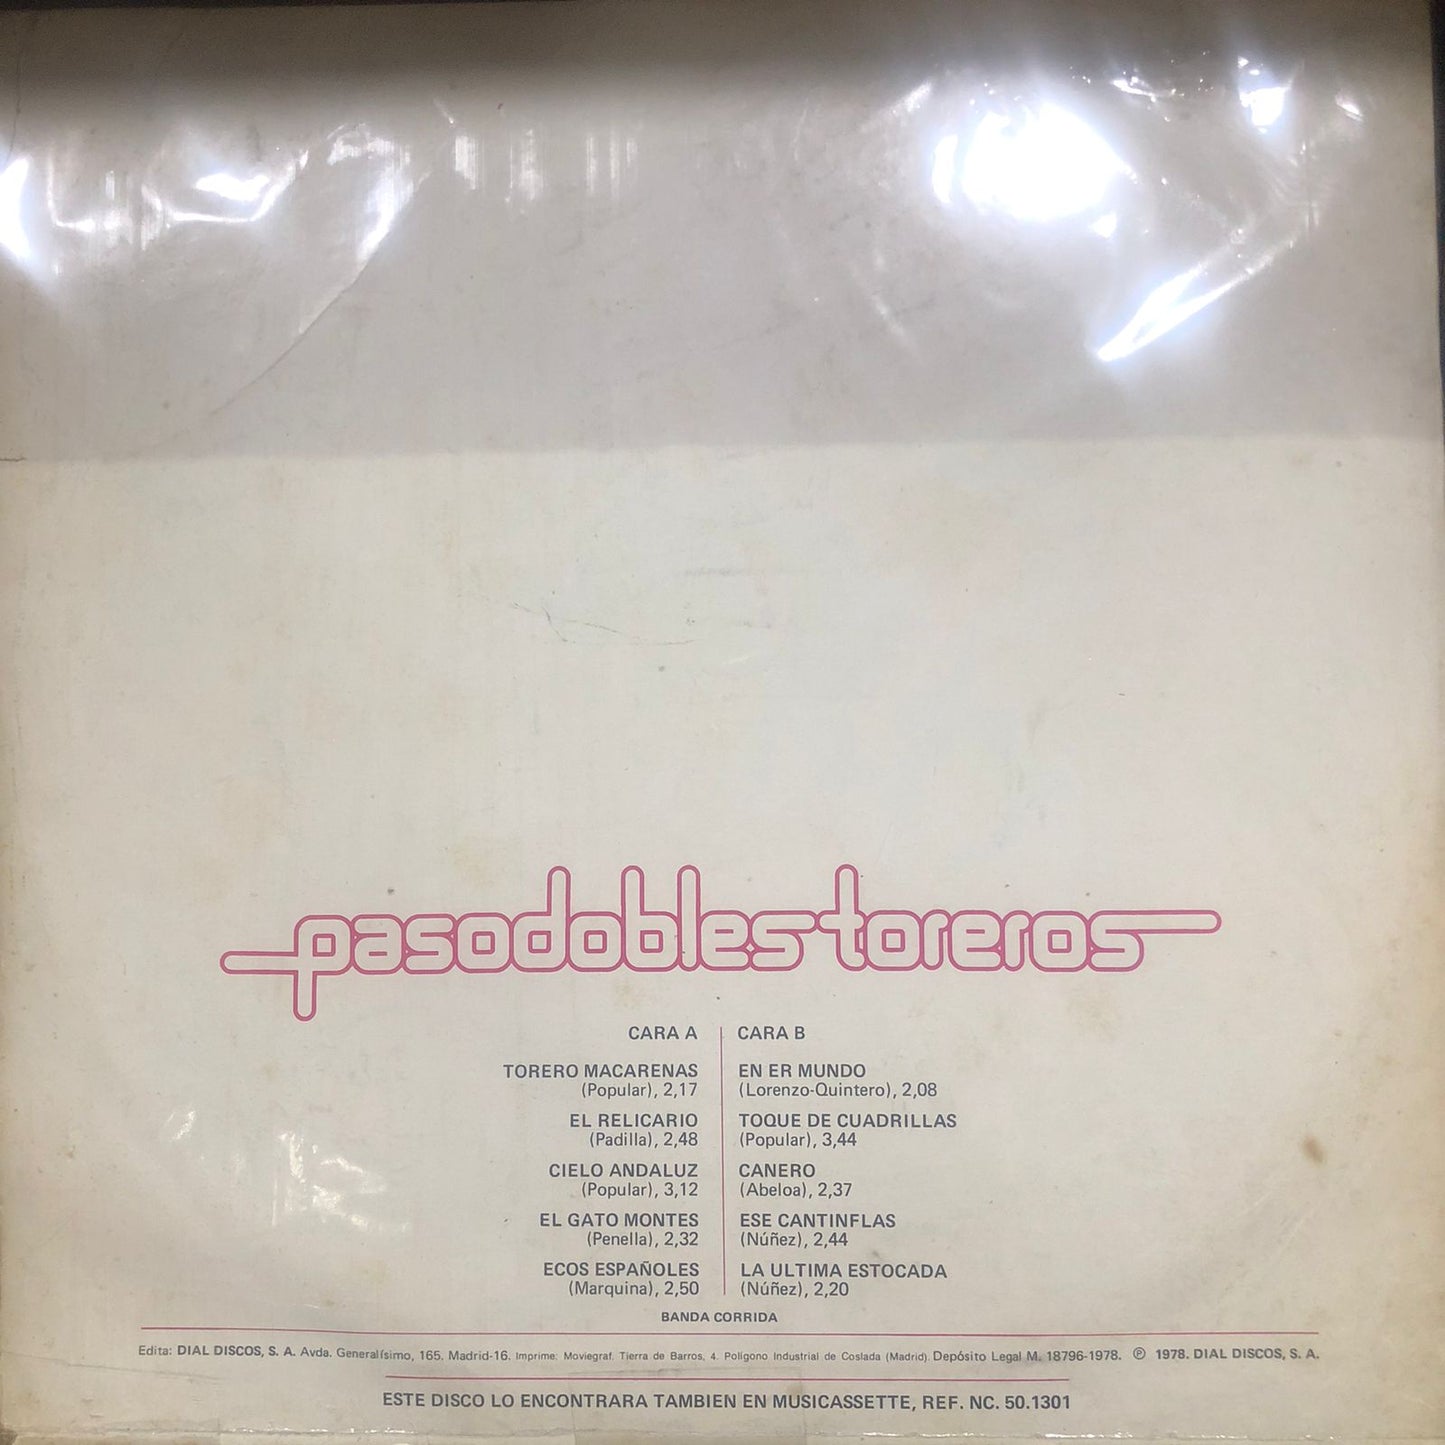 pasodobles toreros
CARA A
TORERO MACARENAS
(Popular), 2,17
EL RELICARIO
(Padilla), 2,48
CIELO ANDALUZ
(Popular), 3,12
EL GATO MONTES
(Penella), 2,32
ECOS ESPAÑOLES
(Marquina), 2,50
CARA B
EN ER MUNDO
(Lorenzo-Quintero), 2,08
TOQUE DE CUADRILLAS
(Popular), 3,44
CANERO
(Abeloa), 2,37
ESE CANTINFLAS
(Núñez), 2,44
LA ULTIMA ESTOCADA
(Núñez), 2,20
BANDA CORRIDA
Edita: DIAL DISCOS, S. A. Avda. Generalísimo, 165. Madrid-16. Imprime: Moviegraf. Tierra de Barros, 4. Polígono Industrial de Coslada (Madrid). Depósito Legal M. 18796-1978. ℗ 1978. DIAL DISCOS, S. A.
ESTE DISCO LO ENCONTRARA TAMBIEN EN MUSICASSETTE, REF. NC. 50.1301